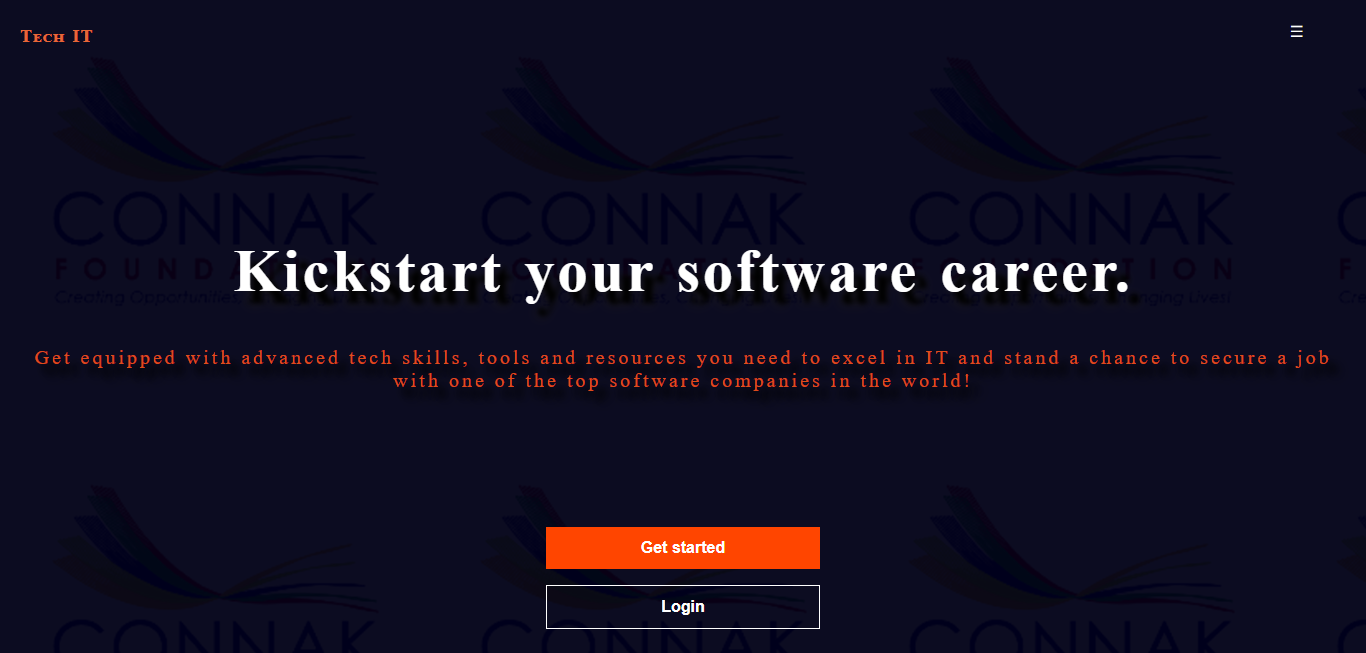 Tech IT
☰
CONNAK
CONNAK
CONNAK
FOUNDATION
Kickstart your software career.
Creating Opportunities,
Get equipped with advanced tech skills, tools and resources you need to excel in IT and stand a chance to secure a job
with one of the top software companies in the world!
Get started
Login
CONNAK
CONNAK
CONNAK